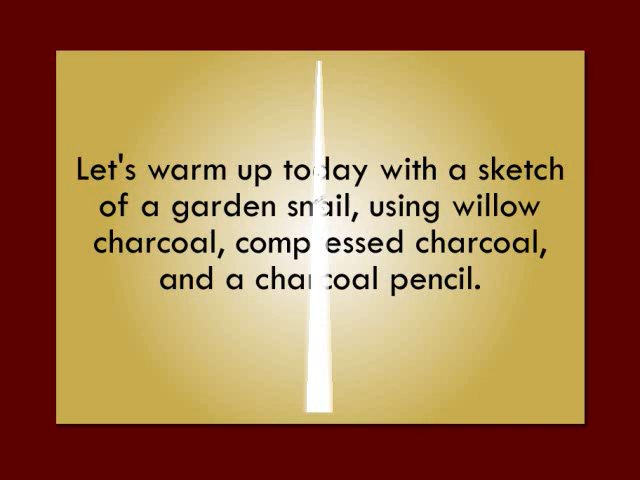 Let's warm up today with a sketch
of a garden snail, using willow
charcoal, compressed charcoal,
and a charcoal pencil.